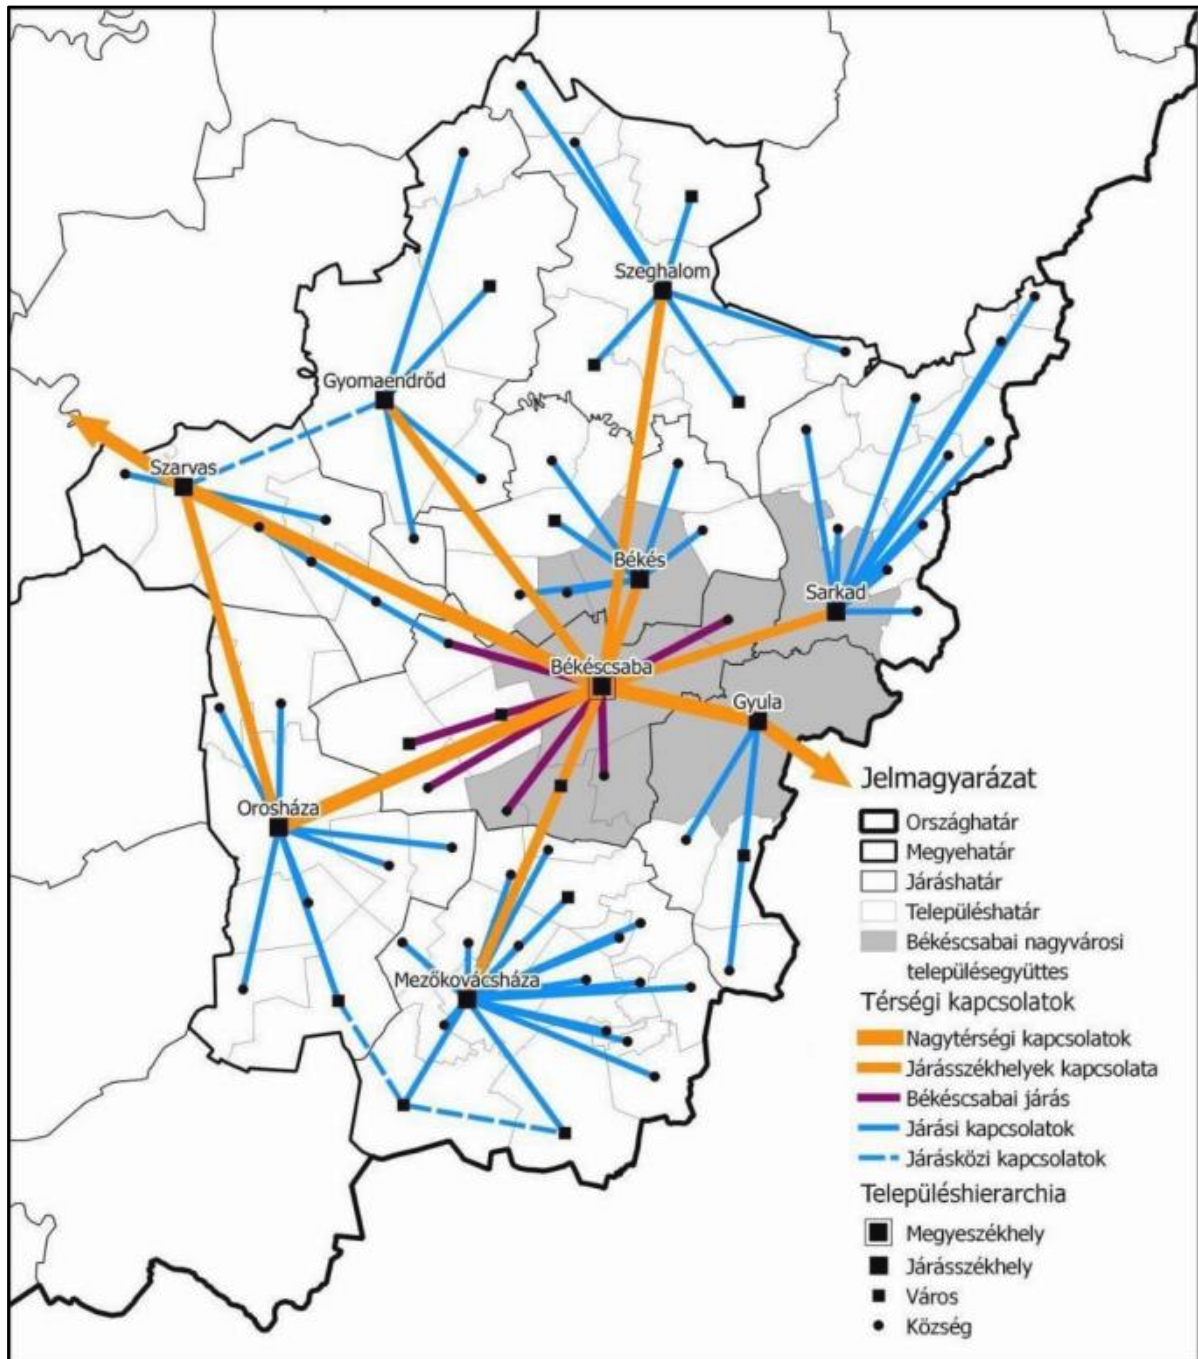 Szeghalom
Gyomaendrőd
Szarvas
Békés
Sarkad
Békéscsaba
Gyula
Orosháza
Mezőkovácsháza
Jelmagyarázat
Országhatár
Megyehatár
Járáshatár
Településhatár
Békéscsabai nagyvárosi
településegyüttes
Térségi kapcsolatok
Nagytérségi kapcsolatok
Járásszékhelyek kapcsolata
Békéscsabai járás
Járási kapcsolatok
Járásközi kapcsolatok
Településhierarchia
Megyeszékhely
Járásszékhely
Város
Község